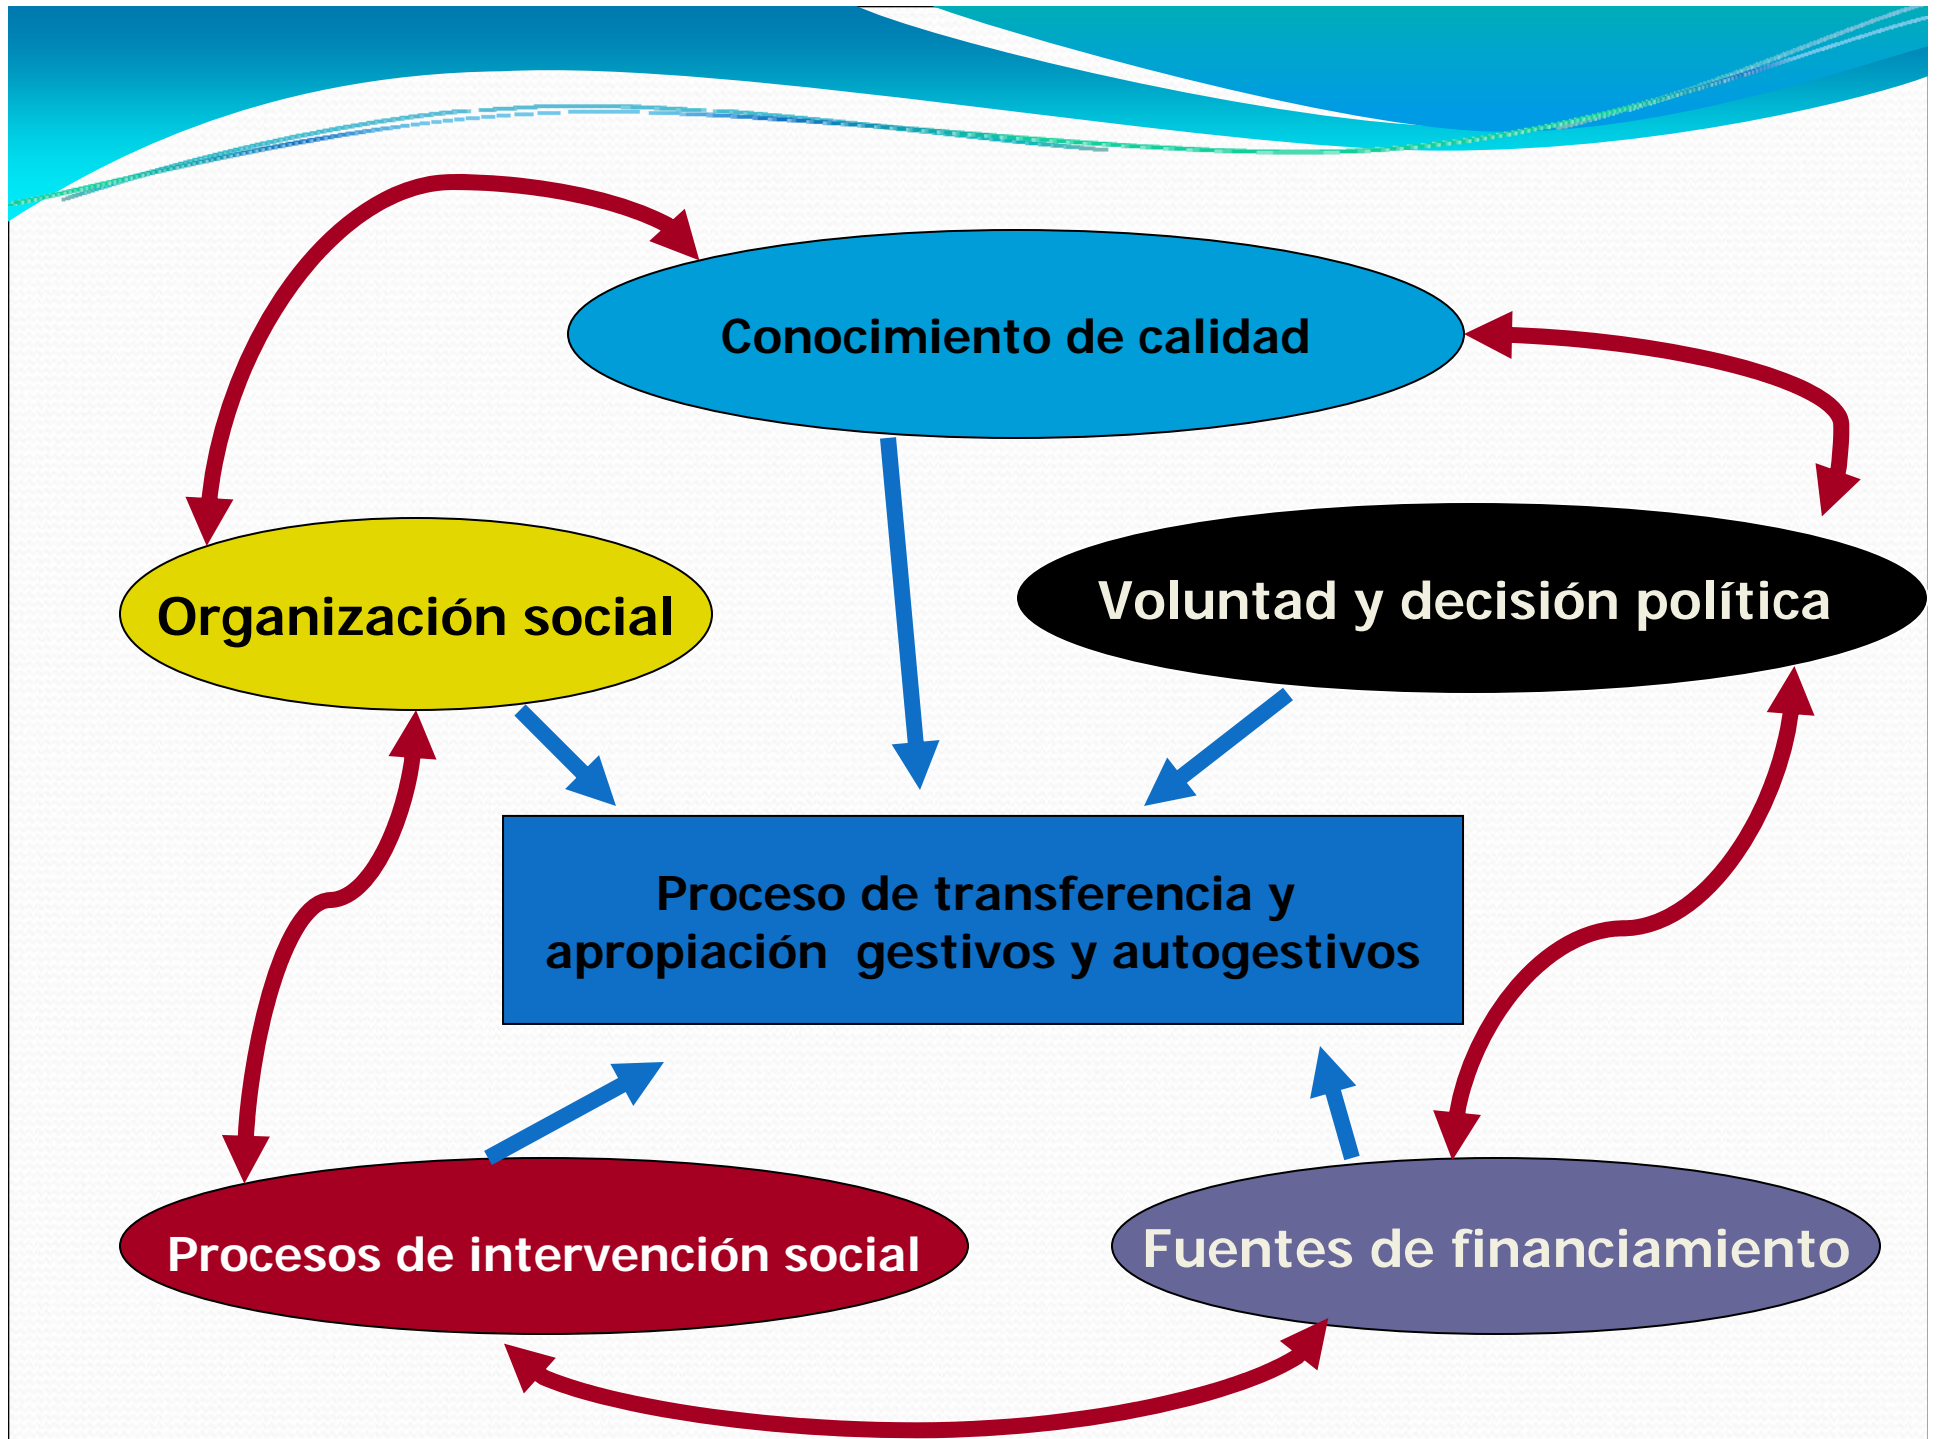 Conocimiento de calidad
Organización social
Voluntad y decisión política
Proceso de transferencia y
apropiación  gestivos y autogestivos
Procesos de intervención social
Fuentes de financiamiento